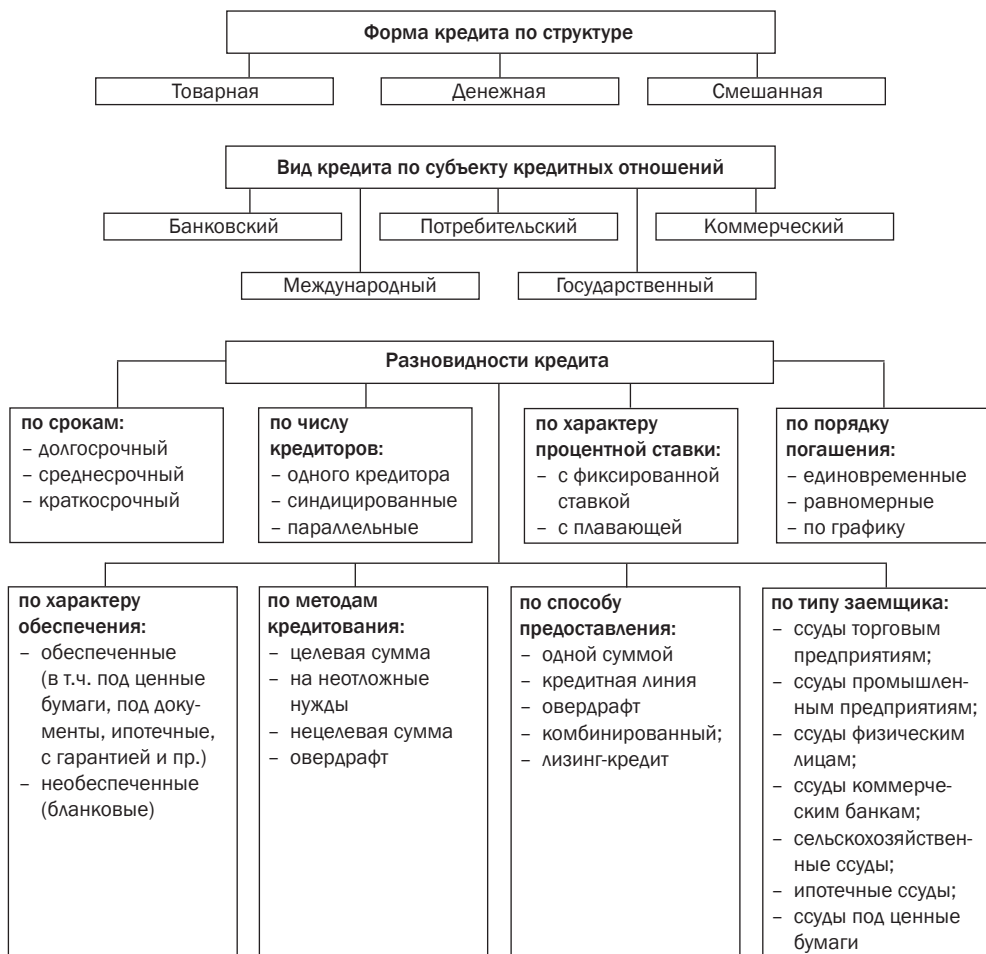 Форма кредита по структуре
Товарная
Денежная
Смешанная
Вид кредита по субъекту кредитных отношений
Банковский
Потребительский
Коммерческий
Международный
Государственный
Разновидности кредита
по срокам:
– долгосрочный
– среднесрочный
– краткосрочный
по числу
кредиторов:
– одного кредитора
– синдицированные
– параллельные
по характеру
процентной ставки:
– с фиксированной
ставкой
– с плавающей
по порядку
погашения:
– единовременные
– равномерные
– по графику
по характеру
обеспечения:
– обеспеченные
(в т.ч. под ценные
бумаги, под доку-
менты, ипотечные,
с гарантией и пр.)
– необеспеченные
(бланковые)
по методам
кредитования:
– целевая сумма
– на неотложные
нужды
– нецелевая сумма
– овердрафт
по способу
предоставления:
– одной суммой
– кредитная линия
– овердрафт
– комбинированный;
– лизинг-кредит
по типу заемщика:
– ссуды торговым
предприятиям;
– ссуды промышлен-
ным предприятиям;
– ссуды физическим
лицам;
– ссуды коммерче-
ским банкам;
– сельскохозяйствен-
ные ссуды;
– ипотечные ссуды;
– ссуды под ценные
бумаги